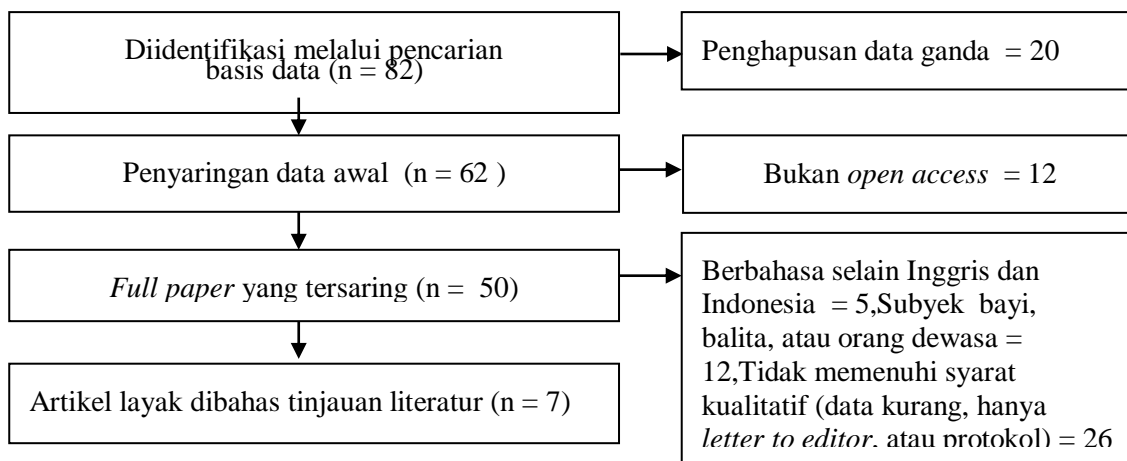 Diidentifikasi melalui pencarian
basis data (n = 82)
Penghapusan data ganda = 20
Penyaringan data awal (n = 62 )
Bukan open access = 12
Full paper yang tersaring (n = 50)
Berbahasa selain Inggris dan
Indonesia = 5,Subyek bayi,
balita, atau orang dewasa =
12,Tidak memenuhi syarat
kualitatif (data kurang, hanya
letter to editor, atau protokol) = 26
Artikel layak dibahas tinjauan literatur (n = 7)